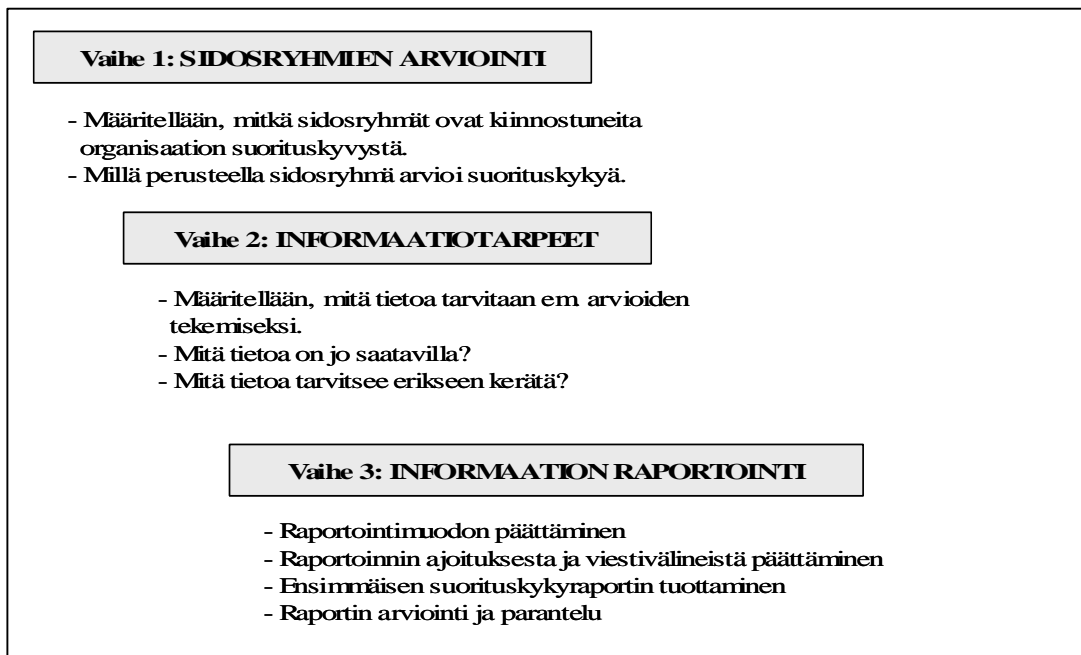 Vaihe 1: SIDOSRYHMIEN ARVIOINTI
- Määritellään, mitkä sidosryhmät ovat kiinnostuneita
organisaation suorituskyvystä.
- Millä perusteella sidosryhmä arvioi suorituskykyä.
Vaihe 2: INFORMAATIOTARPEET
- Määritellään, mitä tietoa tarvitaan em. arvioiden
tekemiseksi.
- Mitä tietoa on jo saatavilla?
- Mitä tietoa tarvitsee erikseen kerätä?
Vaihe 3: INFORMAATION RAPORTOINTI
- Raportointimuodon päättäminen
- Raportoinnin ajoituksesta ja viestivälineistä päättäminen
- Ensimmäisen suorituskykyraportin tuottaminen
- Raportin arviointi ja parantelu